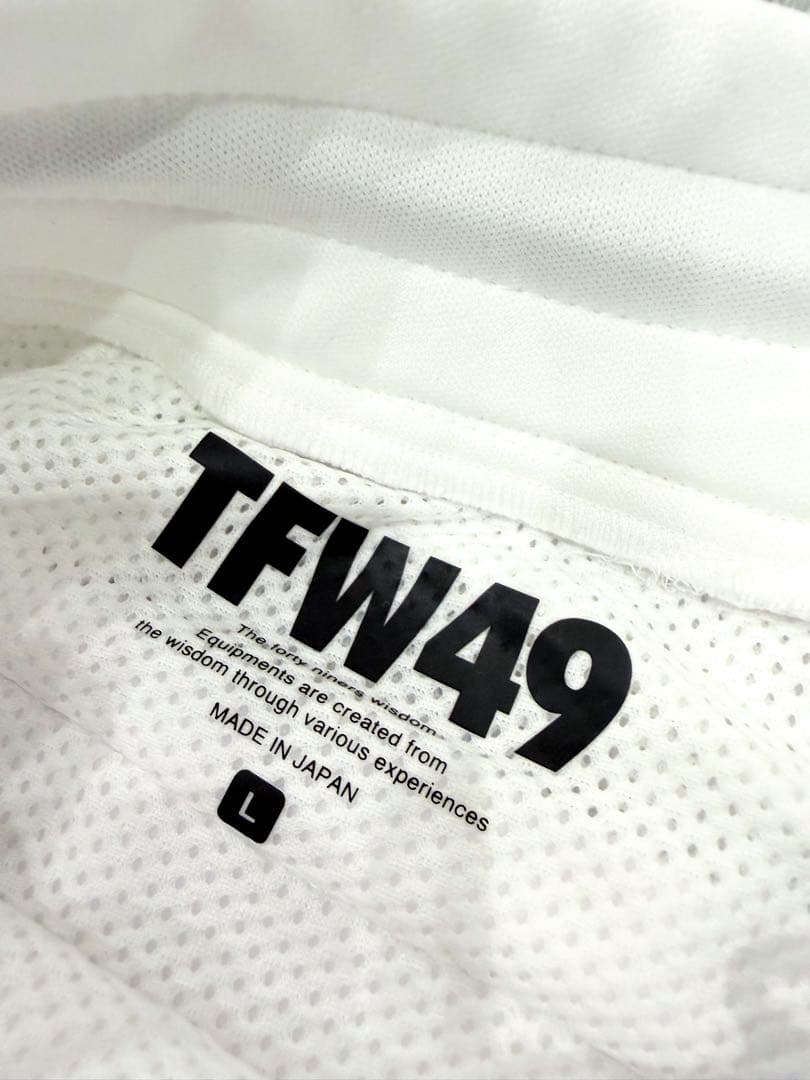 TFW49
The forty niners wisdom
Equipments are created from
the wisdom through various experiences
MADE IN JAPAN
L